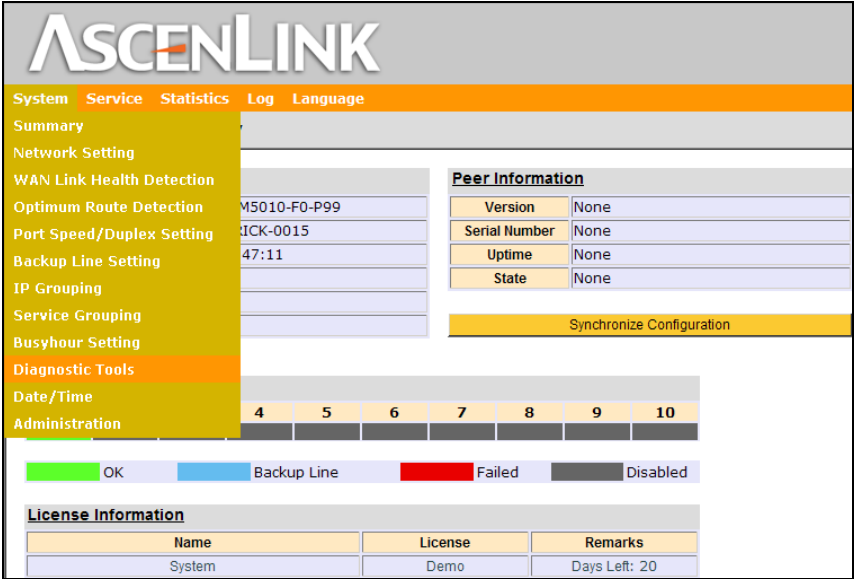 ASCENLINK
System Service Statistics Log Language
Summary
Network Setting
WAN Link Health Detection
Optimum Route Detection
Port Speed/Duplex Setting
Backup Line Setting
IP Grouping
Service Grouping
Busyhour Setting
Diagnostic Tools
Date/Time
Administration
M5010-F0-P99
RICK-0015
47:11
Peer Information
Version None
Serial Number None
Uptime None
State None
Synchronize Configuration
4 5 6 7 8 9 10
OK Backup Line Failed Disabled
License Information
Name License Remarks
System Demo Days Left: 20